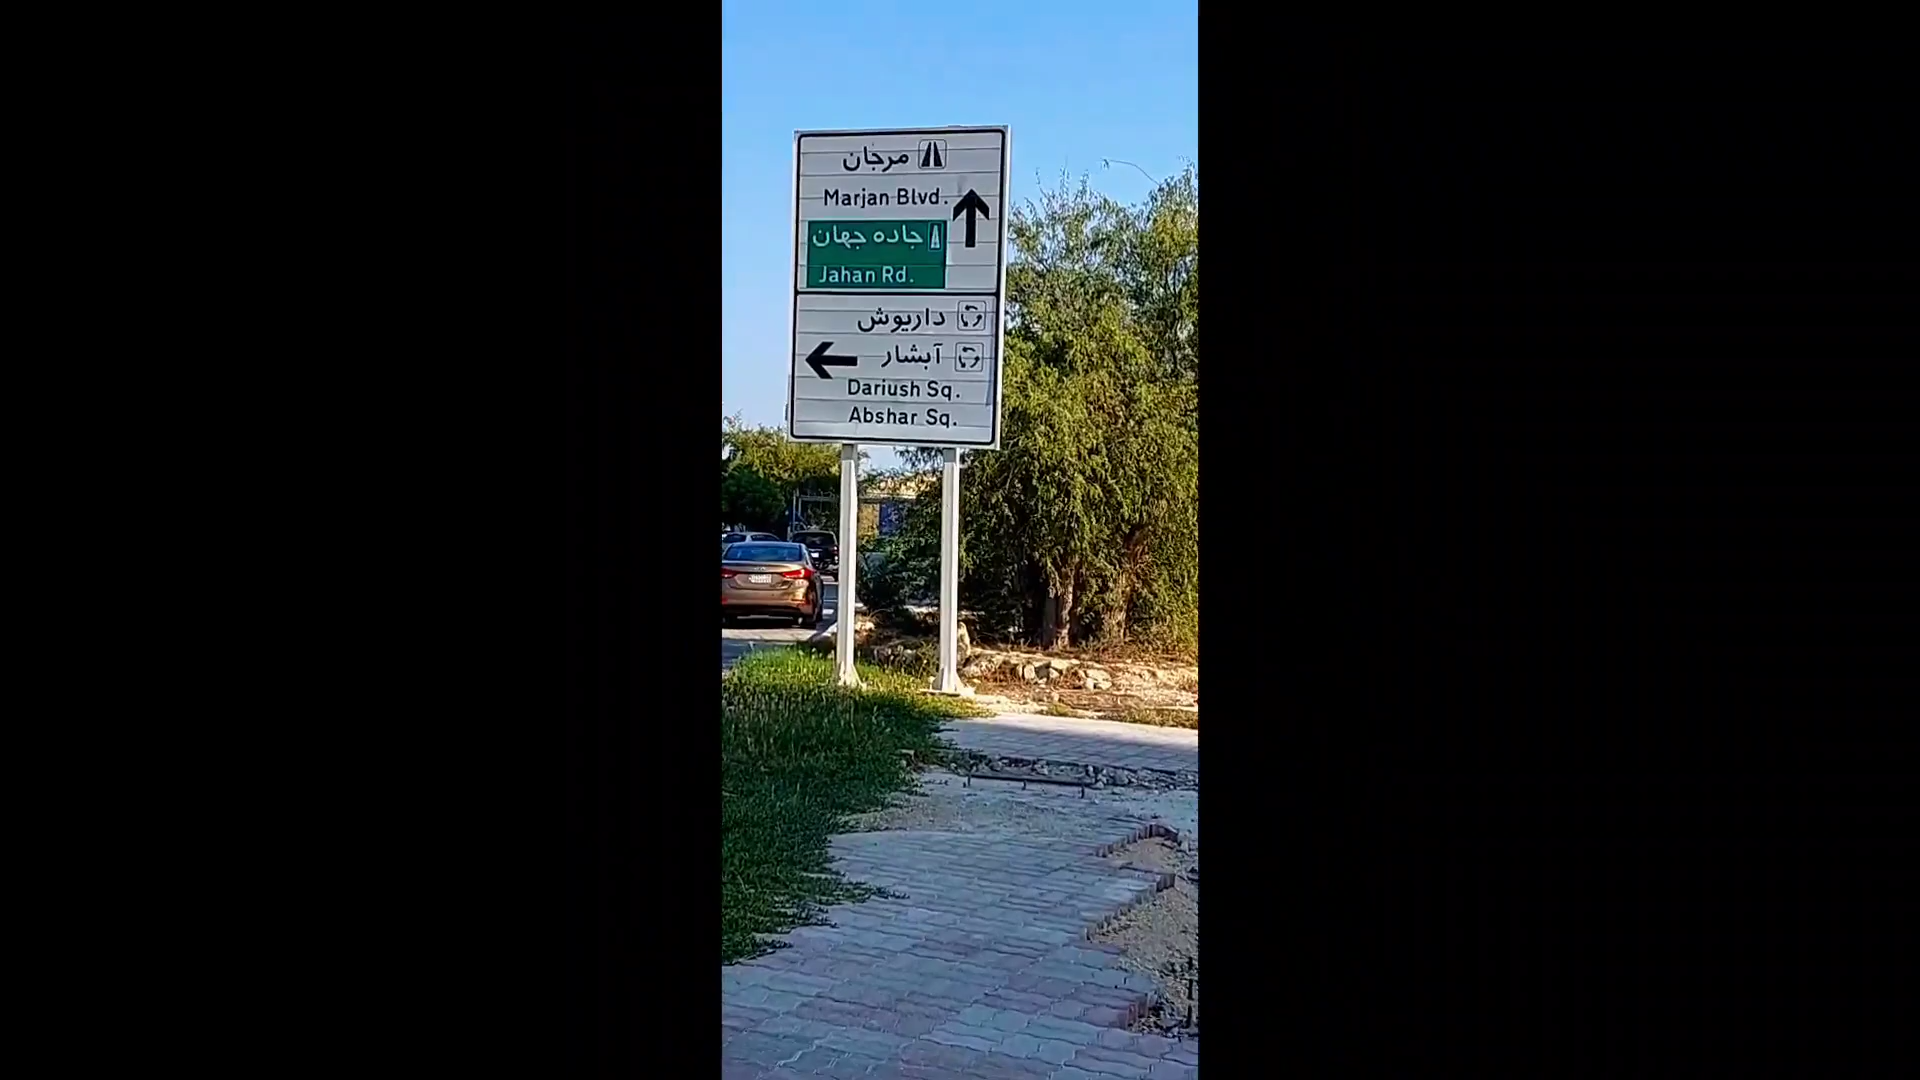 مرجان
Marjan Blvd.
جاده جهان
Jahan Rd.
داریوش
آبشار
Dariush Sq.
Abshar Sq.